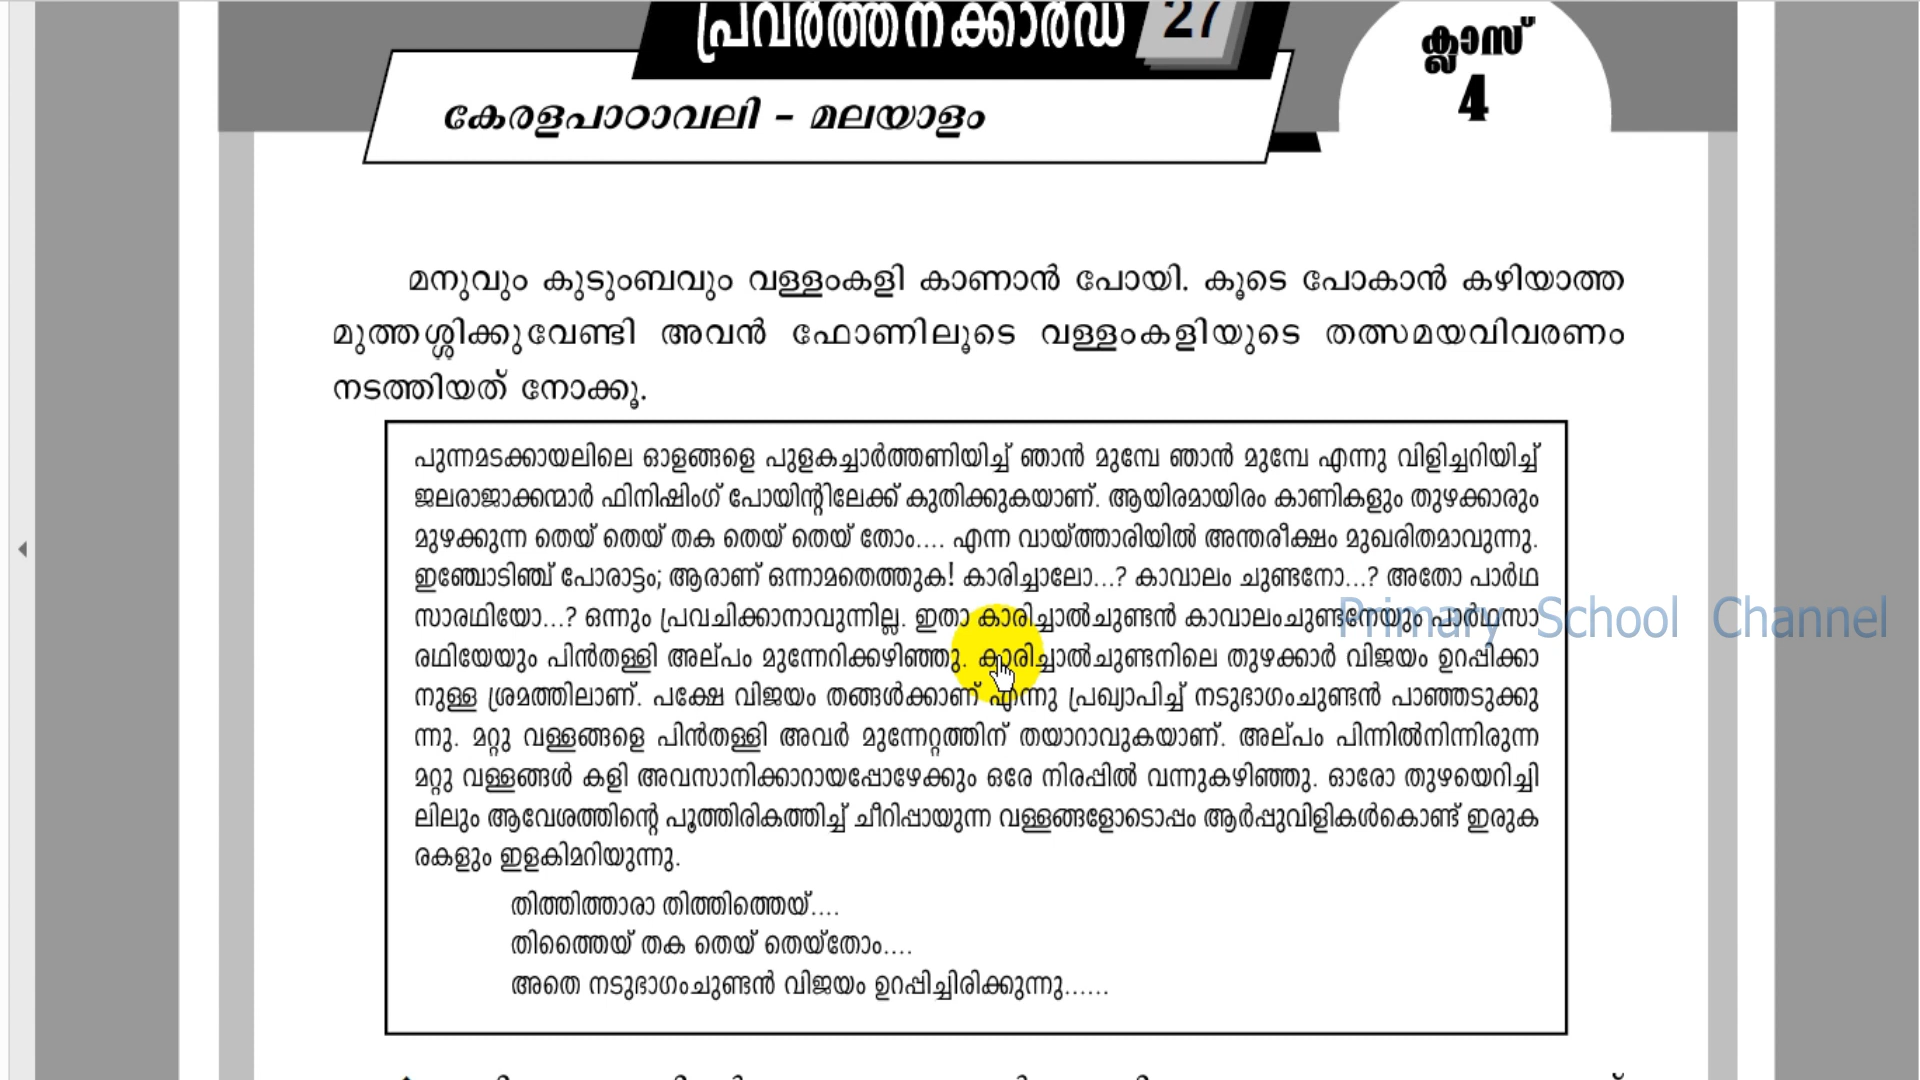 പ്രവർത്തനക്കാർഡ് 27
ക്ലാസ്
4
കേരളപാഠാവലി – മലയാളം
മനുവും കുടുംബവും വള്ളംകളി കാണാൻ പോയി. കൂടെ പോകാൻ കഴിയാത്ത
മുത്തശ്ശിക്കുവേണ്ടി അവൻ ഫോണിലൂടെ വള്ളംകളിയുടെ തത്സമയവിവരണം
നടത്തിയത് നോക്കൂ.
പുന്നമടക്കായലിലെ ഓളങ്ങളെ പുളകച്ചാർത്തണിയിച്ച് ഞാൻ മുമ്പേ ഞാൻ മുമ്പേ എന്നു വിളിച്ചറിയിച്ച്
ജലരാജാക്കന്മാർ ഫിനിഷിംഗ് പോയിന്റിലേക്ക് കുതിക്കുകയാണ്. ആയിരമായിരം കാണികളും തുഴക്കാരും
മുഴക്കുന്ന തെയ് തെയ് തക തെയ് തെയ് തോം.... എന്ന വായ്ത്താരിയിൽ അന്തരീക്ഷം മുഖരിതമാവുന്നു.
ഇഞ്ചോടിഞ്ച് പോരാട്ടം; ആരാണ് ഒന്നാമതെത്തുക! കാരിച്ചാലോ...? കാവാലം ചുണ്ടനോ...? അതോ പാർഥ
സാരഥിയോ...? ഒന്നും പ്രവചിക്കാനാവുന്നില്ല. ഇതാ കാരിച്ചാൽചുണ്ടൻ കാവാലംചുണ്ടനേയും പാർഥസാ
രഥിയേയും പിൻതള്ളി അല്പം മുന്നേറിക്കഴിഞ്ഞു. കാരിച്ചാൽചുണ്ടനിലെ തുഴക്കാർ വിജയം ഉറപ്പിക്കാ
നുള്ള ശ്രമത്തിലാണ്. പക്ഷേ വിജയം തങ്ങൾക്കാണ് എന്നു പ്രഖ്യാപിച്ച് നടുഭാഗംചുണ്ടൻ പാഞ്ഞടുക്കു
ന്നു. മറ്റു വള്ളങ്ങളെ പിൻതള്ളി അവർ മുന്നേറ്റത്തിന് തയാറാവുകയാണ്. അല്പം പിന്നിൽനിന്നിരുന്ന
മറ്റു വള്ളങ്ങൾ കളി അവസാനിക്കാറായപ്പോഴേക്കും ഒരേ നിരപ്പിൽ വന്നുകഴിഞ്ഞു. ഓരോ തുഴയെറിച്ചി
ലിലും ആവേശത്തിന്റെ പൂത്തിരികത്തിച്ച് ചീറിപ്പായുന്ന വള്ളങ്ങളോടൊപ്പം ആർപ്പുവിളികൾകൊണ്ട് ഇരുക
രകളും ഇളകിമറിയുന്നു.
തിത്തിത്താരാ തിത്തിത്തെയ്....
തിത്തൈയ് തക തെയ് തെയ്തോം....
അതെ നടുഭാഗംചുണ്ടൻ വിജയം ഉറപ്പിച്ചിരിക്കുന്നു......
Primary School Channel